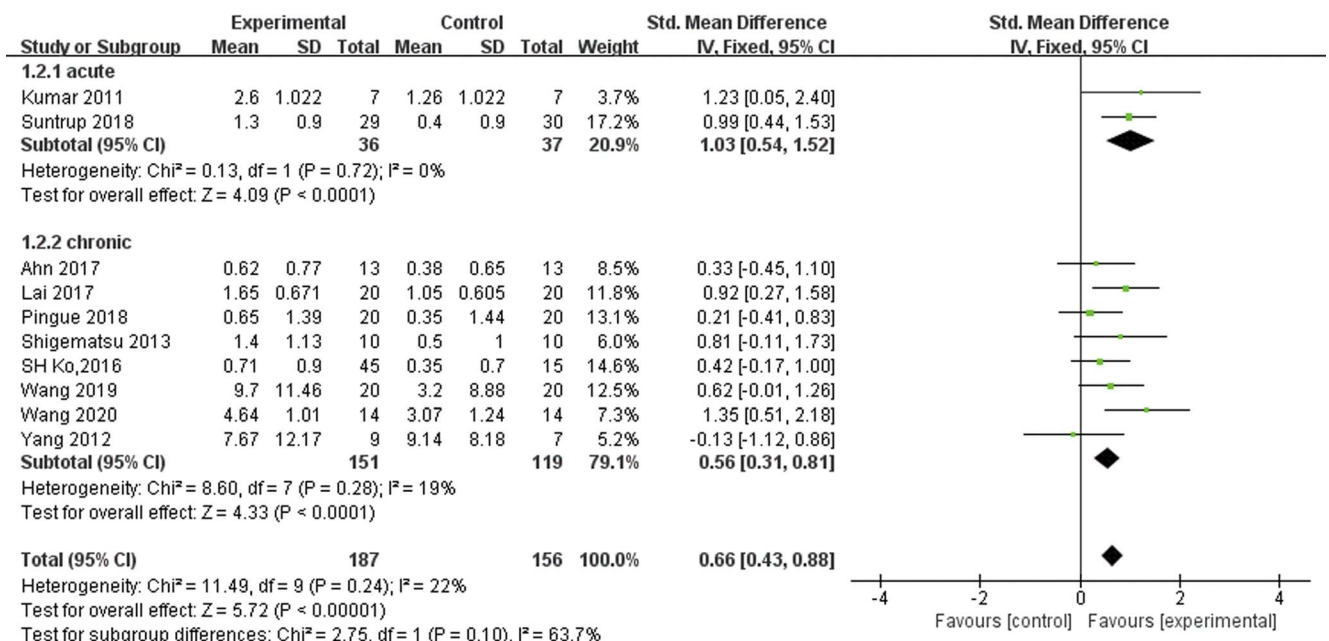 Experimental Control Std. Mean Difference Std. Mean Difference
Study or Subgroup Mean SD Total Mean SD Total Weight IV, Fixed, 95% CI IV, Fixed, 95% CI
1.2.1 acute
Kumar 2011 2.6 1.022 7 1.26 1.022 7 3.7% 1.23 [0.05, 2.40]
Suntrup 2018 1.3 0.9 29 0.4 0.9 30 17.2% 0.99 [0.44, 1.53]
Subtotal (95% CI) 36 37 20.9% 1.03 [0.54, 1.52]
Heterogeneity: Chi² = 0.13, df = 1 (P = 0.72); I² = 0%
Test for overall effect: Z = 4.09 (P < 0.0001)
1.2.2 chronic
Ahn 2017 0.62 0.77 13 0.38 0.65 13 8.5% 0.33 [-0.45, 1.10]
Lai 2017 1.65 0.671 20 1.05 0.605 20 11.8% 0.92 [0.27, 1.58]
Pingue 2018 0.65 1.39 20 0.35 1.44 20 13.1% 0.21 [-0.41, 0.83]
Shigematsu 2013 1.4 1.13 10 0.5 1 10 6.0% 0.81 [-0.11, 1.73]
SH Ko,2016 0.71 0.9 45 0.35 0.7 15 14.6% 0.42 [-0.17, 1.00]
Wang 2019 9.7 11.46 20 3.2 8.88 20 12.5% 0.62 [-0.01, 1.26]
Wang 2020 4.64 1.01 14 3.07 1.24 14 7.3% 1.35 [0.51, 2.18]
Yang 2012 7.67 12.17 9 9.14 8.18 7 5.2% -0.13 [-1.12, 0.86]
Subtotal (95% CI) 151 119 79.1% 0.56 [0.31, 0.81]
Heterogeneity: Chi² = 8.60, df = 7 (P = 0.28); I² = 19%
Test for overall effect: Z = 4.33 (P < 0.0001)
Total (95% CI) 187 156 100.0% 0.66 [0.43, 0.88]
Heterogeneity: Chi² = 11.49, df = 9 (P = 0.24); I² = 22%
Test for overall effect: Z = 5.72 (P < 0.00001)
Test for subgroup differences: Chi² = 2.75, df = 1 (P = 0.10), I² = 63.7%
-4 -2 0 2 4
Favours [control] Favours [experimental]